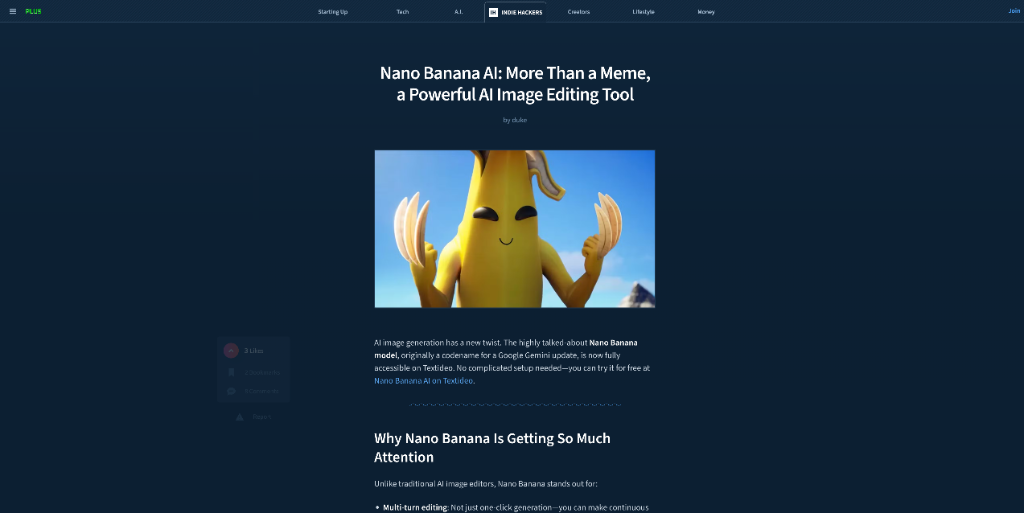 PLUS
Starting Up
Tech
A.I.
IH INDIE HACKERS
Creators
Lifestyle
Money
Join
Nano Banana AI: More Than a Meme,
a Powerful AI Image Editing Tool
by duke
AI image generation has a new twist. The highly talked-about Nano Banana
model, originally a codename for a Google Gemini update, is now fully
accessible on Textideo. No complicated setup needed—you can try it for free at
Nano Banana AI on Textideo.
3 Likes
Why Nano Banana Is Getting So Much
Attention
Unlike traditional AI image editors, Nano Banana stands out for:
• Multi-turn editing: Not just one-click generation—you can make continuous